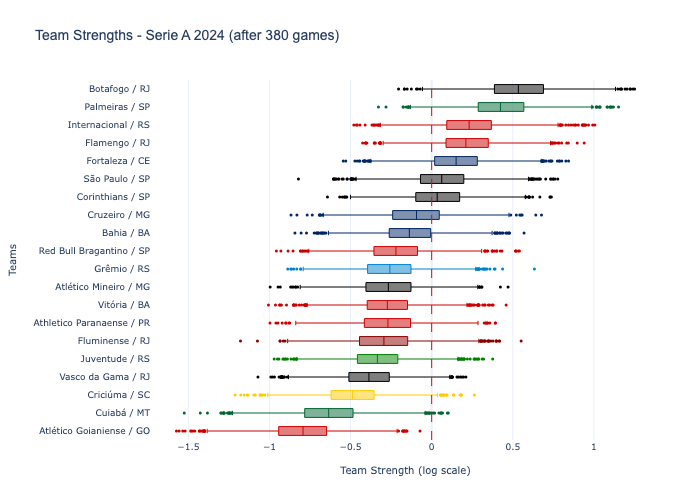 Team Strengths - Serie A 2024 (after 380 games)
Botafogo / RJ
Palmeiras / SP
Internacional / RS
Flamengo / RJ
Fortaleza / CE
São Paulo / SP
Corinthians / SP
Cruzeiro / MG
Bahia / BA
Red Bull Bragantino / SP
Grêmio / RS
Atlético Mineiro / MG
Vitória / BA
Athletico Paranaense / PR
Fluminense / RJ
Juventude / RS
Vasco da Gama / RJ
Criciúma / SC
Cuiabá / MT
Atlético Goianiense / GO
Teams
−1.5 −1 −0.5 0 0.5 1
Team Strength (log scale)